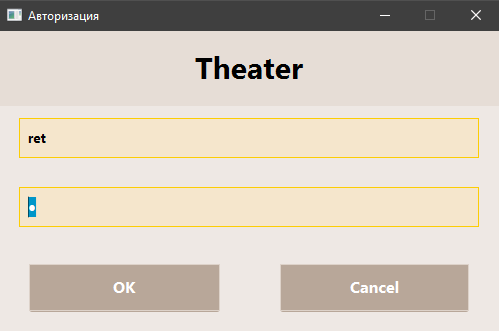 Авторизация
Theater
ret
•
OK
Cancel